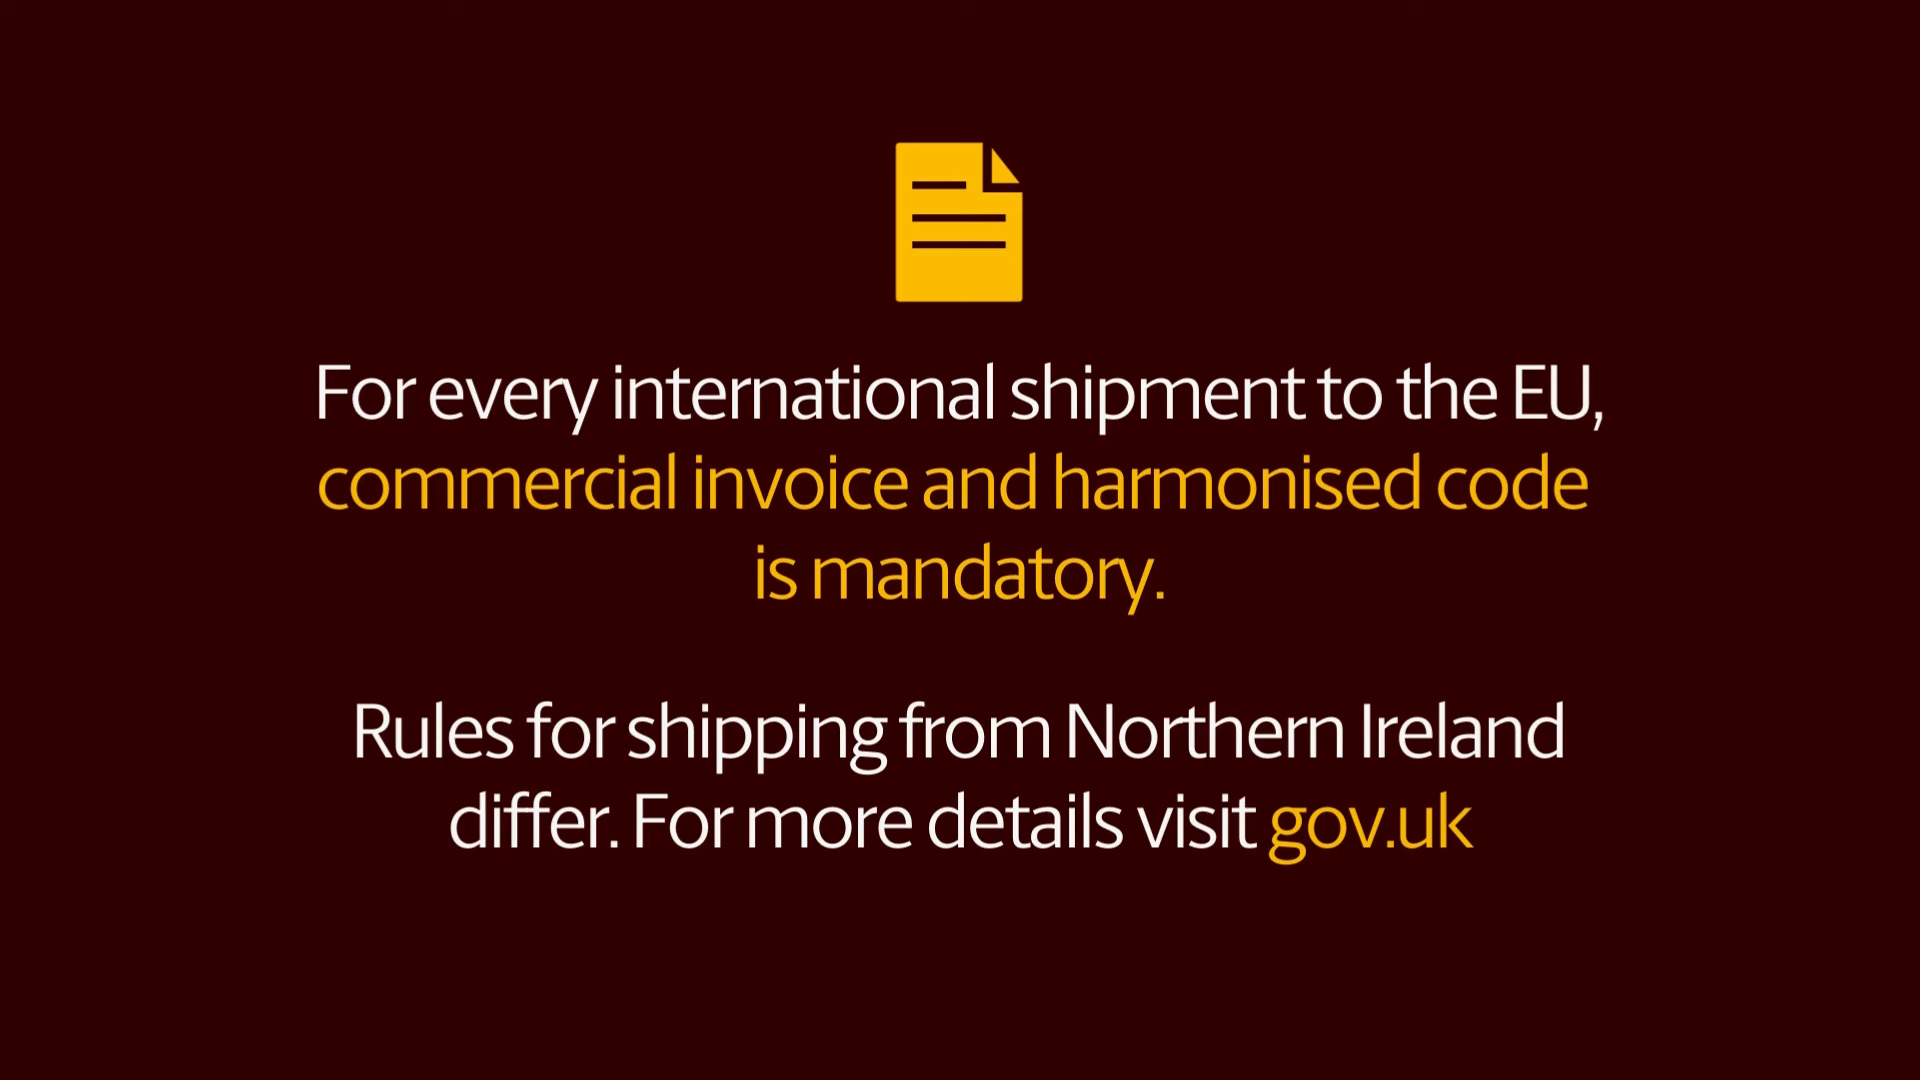 For every international shipment to the EU,
commercial invoice and harmonised code
is mandatory.
Rules for shipping from Northern Ireland
differ. For more details visit gov.uk